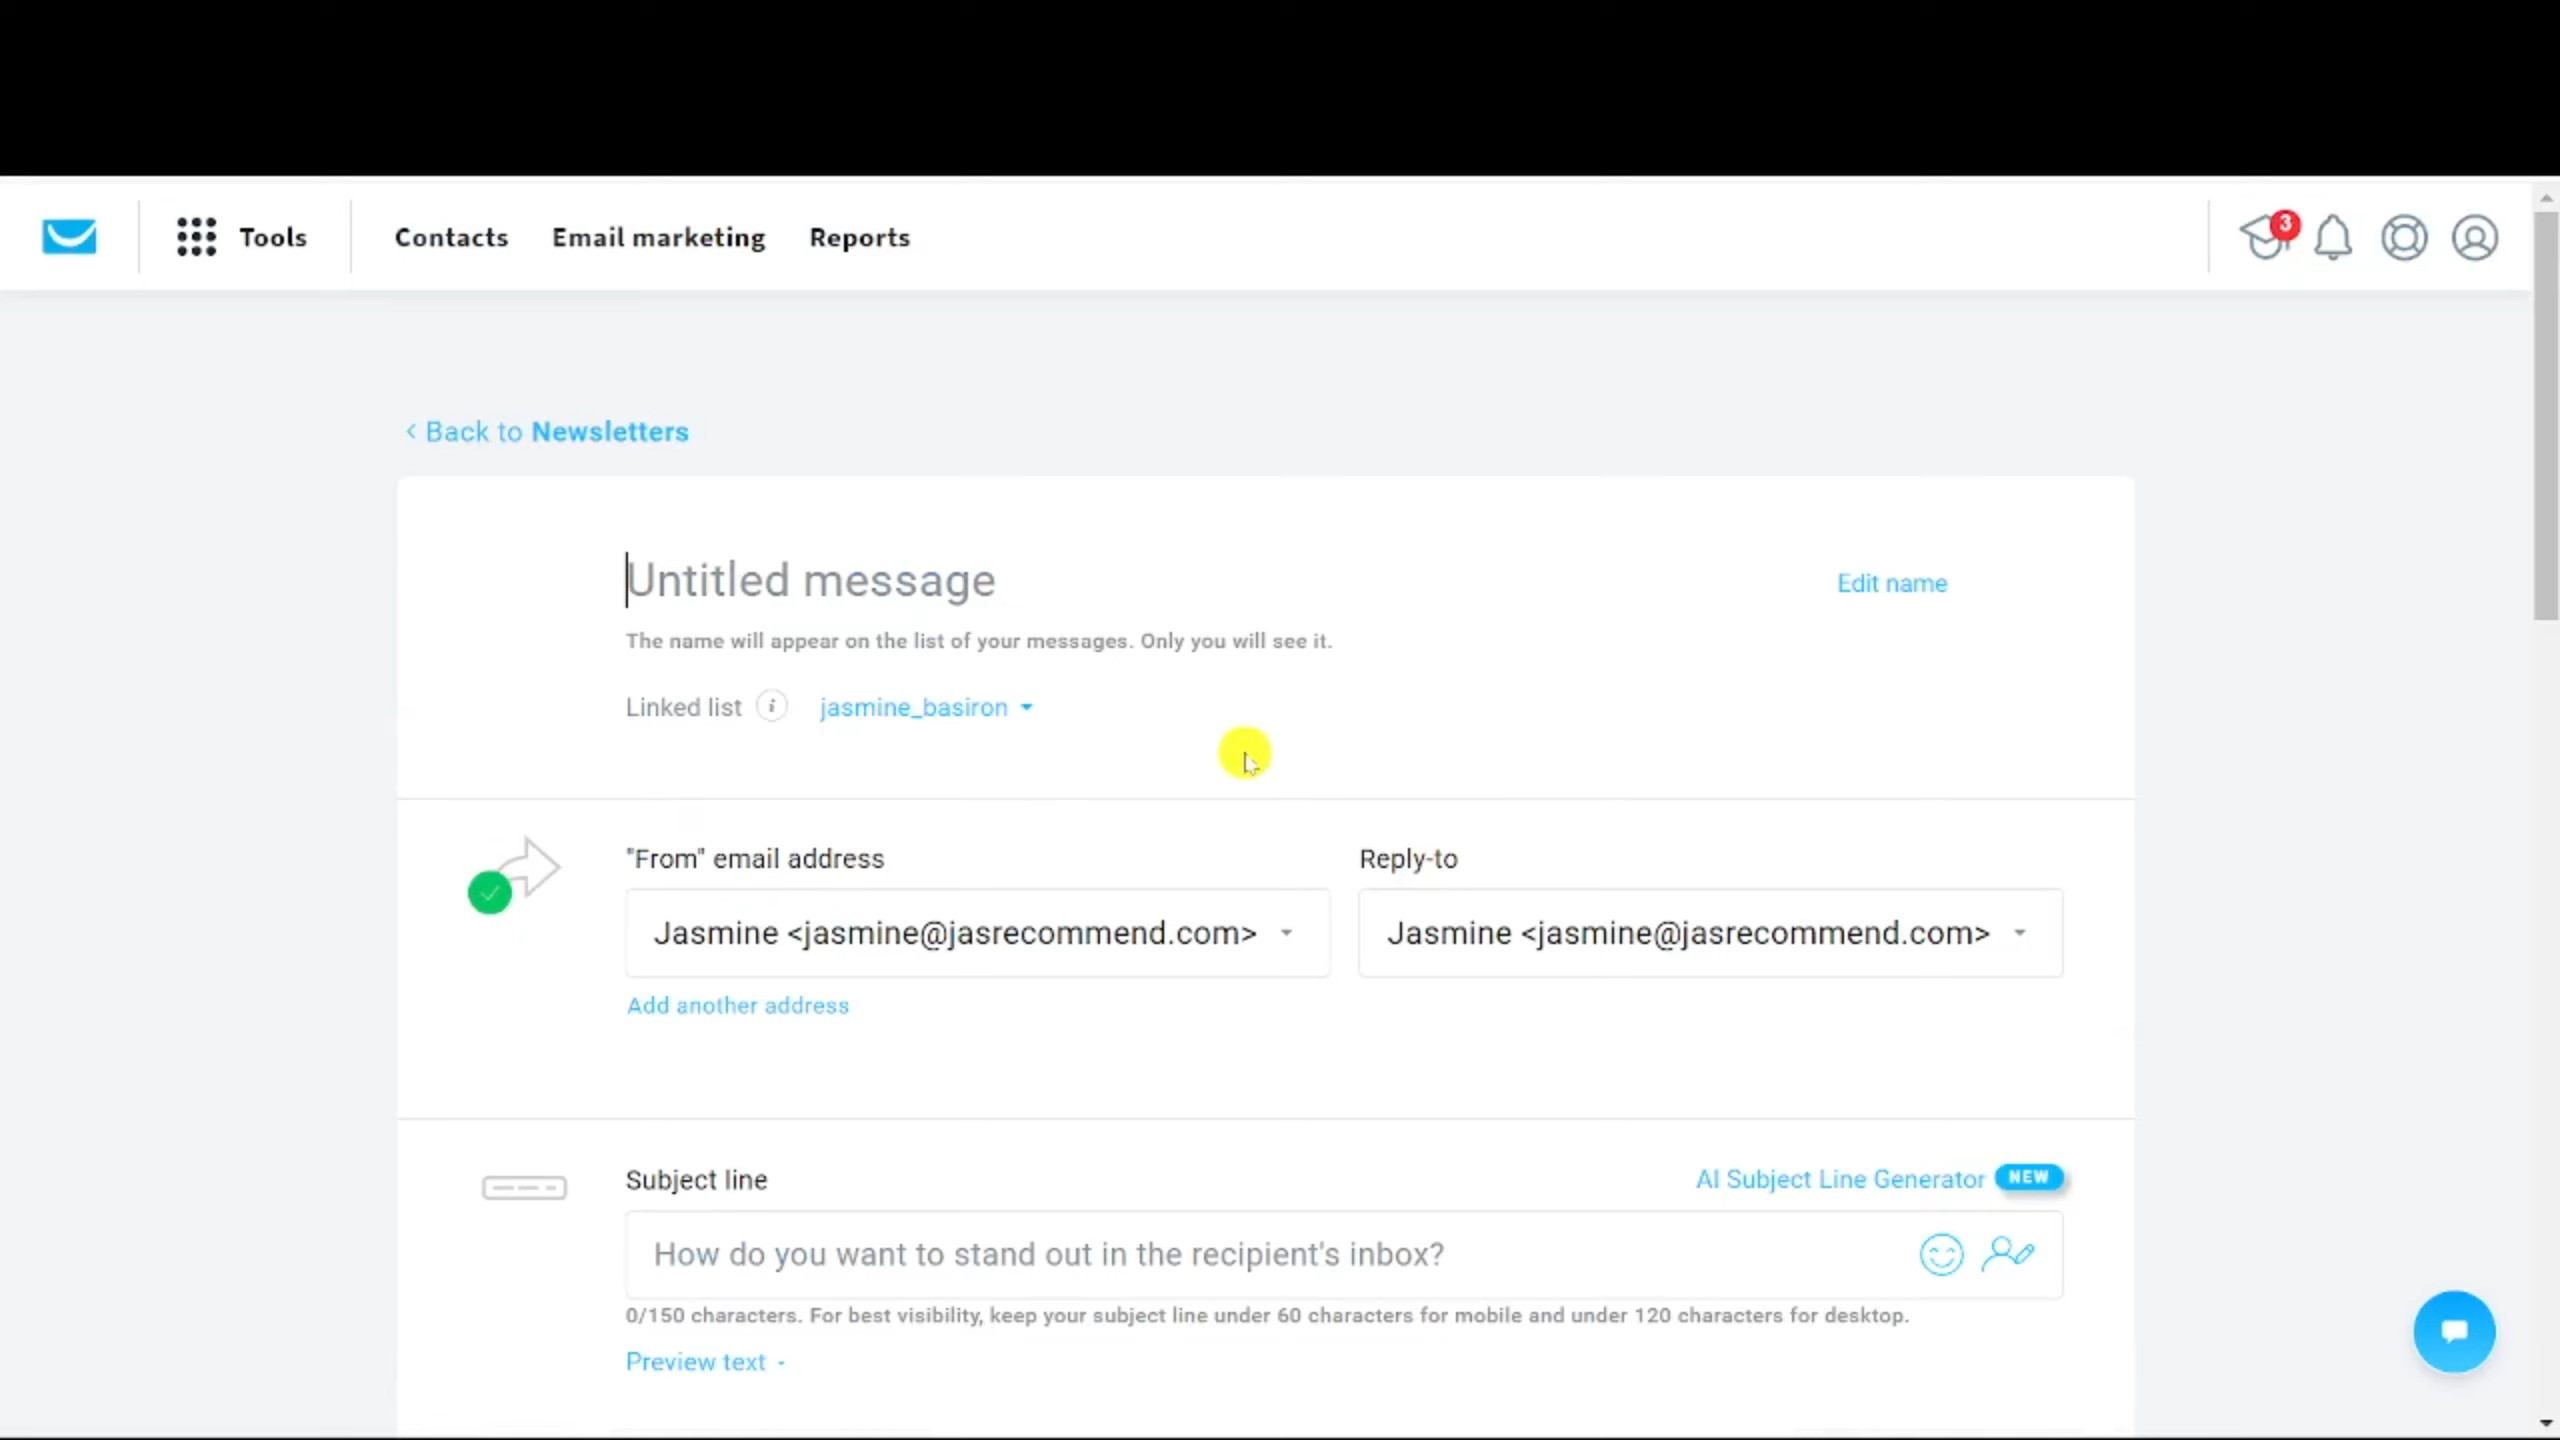 Tools
Contacts
Email marketing
Reports
3
< Back to Newsletters
Untitled message
Edit name
The name will appear on the list of your messages. Only you will see it.
Linked list i jasmine_basiron
"From" email address
Reply-to
Jasmine <jasmine@jasrecommend.com>
Jasmine <jasmine@jasrecommend.com>
Add another address
Subject line
AI Subject Line Generator NEW
How do you want to stand out in the recipient's inbox?
0/150 characters. For best visibility, keep your subject line under 60 characters for mobile and under 120 characters for desktop.
Preview text